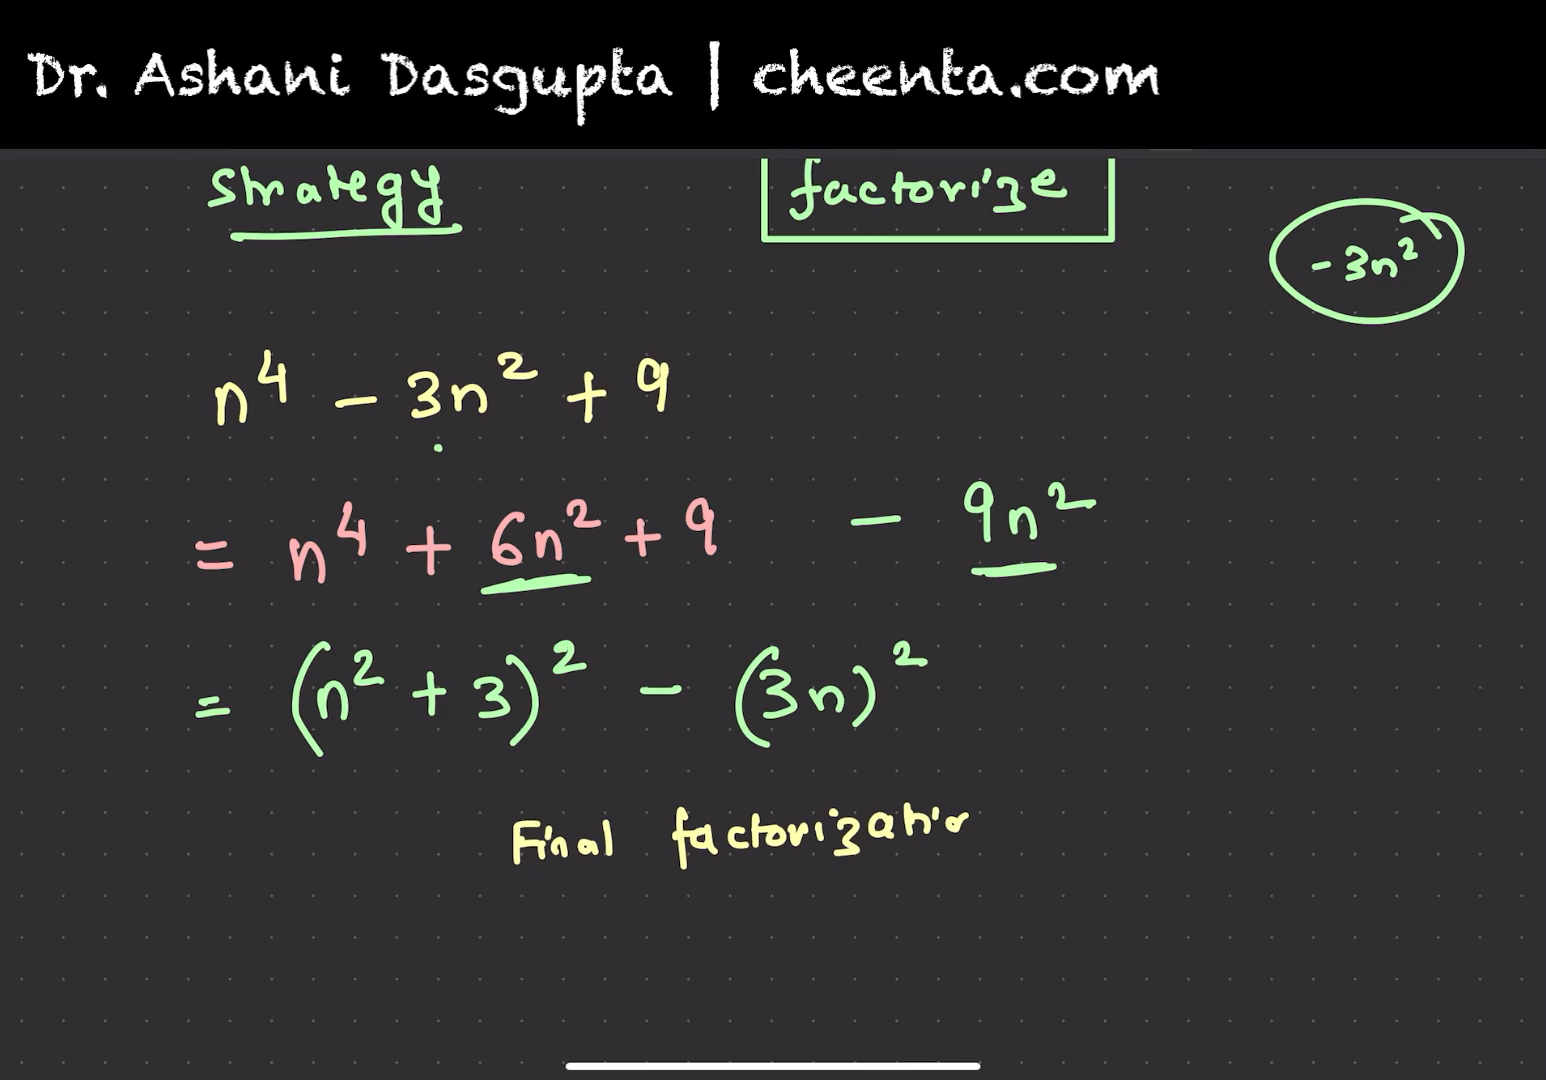 Dr. Ashani Dasgupta | cheenta.com
Strategy factorize
- 3n²
n⁴ - 3n² + 9
= n⁴ + 6n² + 9 - 9n²
= (n² + 3)² - (3n)²
Final factorizatio